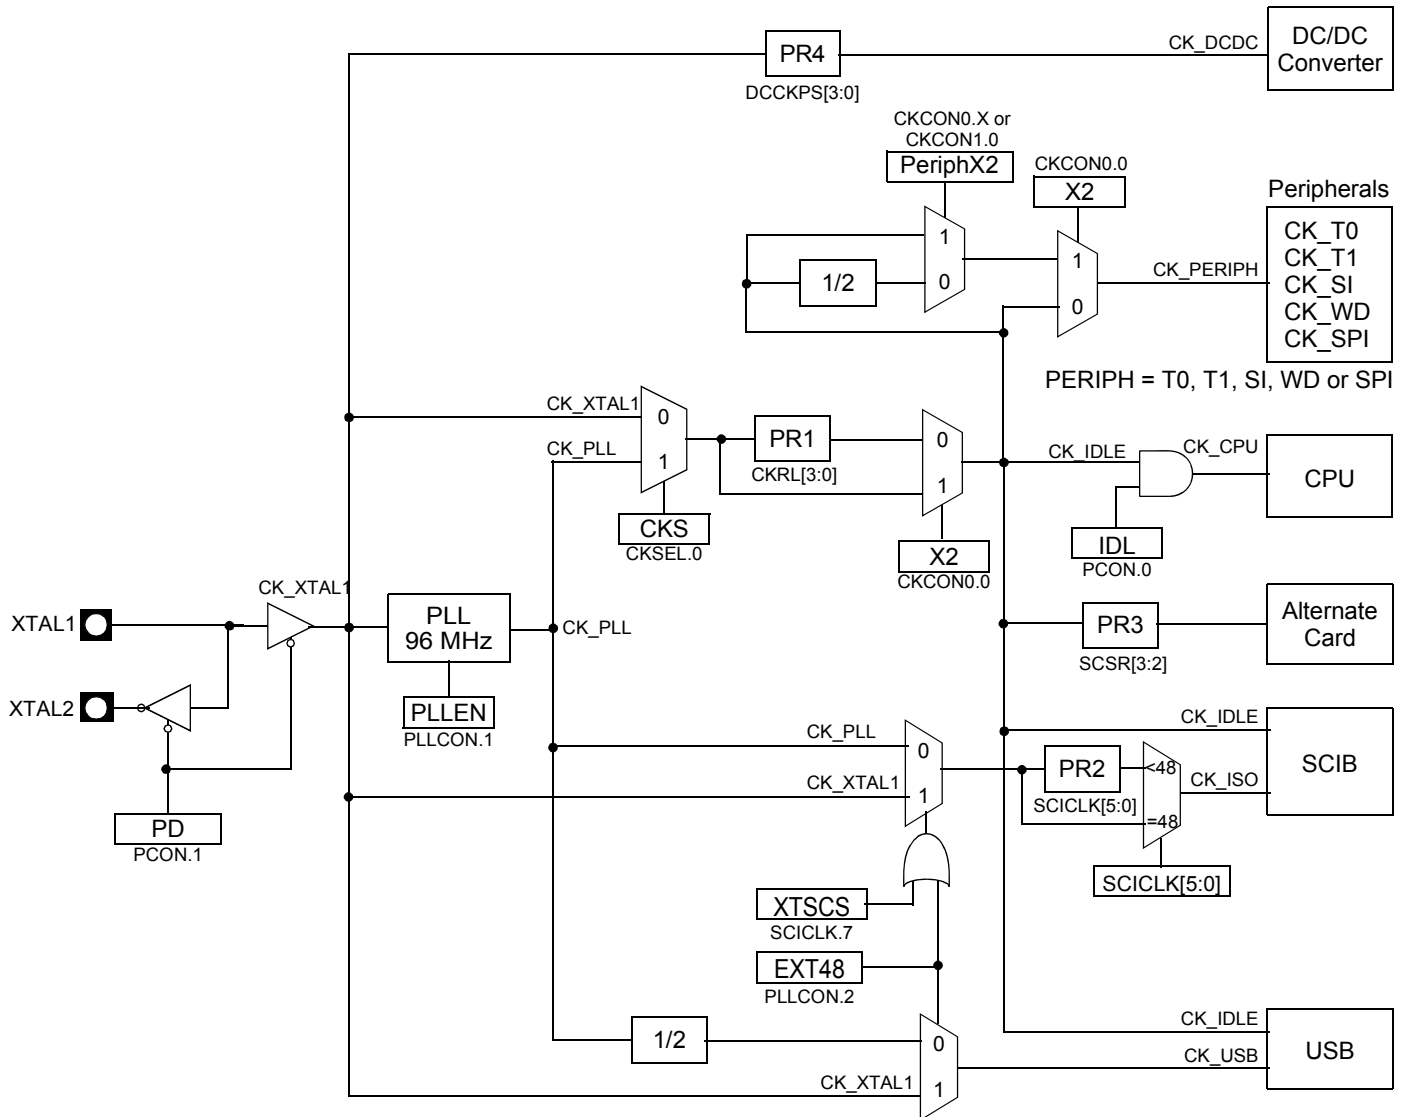 PR4
DCCKPS[3:0]
CK_DCDC
DC/DC
Converter
CKCON0.X or
CKCON1.0
PeriphX2
CKCON0.0
X2
1
0
1/2
1
0
CK_PERIPH
Peripherals
CK_T0
CK_T1
CK_SI
CK_WD
CK_SPI
PERIPH = T0, T1, SI, WD or SPI
CK_XTAL1
CK_PLL
0
1
CKS
CKSEL.0
PR1
CKRL[3:0]
0
1
X2
CKCON0.0
CK_IDLE
CK_CPU
CPU
IDL
PCON.0
XTAL1
XTAL2
CK_XTAL1
PD
PCON.1
PLL
96 MHz
PLLEN
PLLCON.1
CK_PLL
PR3
SCSR[3:2]
Alternate
Card
CK_PLL
CK_XTAL1
0
1
PR2
SCICLK[5:0]
<48
=48
SCICLK[5:0]
CK_IDLE
CK_ISO
SCIB
XTSCS
SCICLK.7
EXT48
PLLCON.2
1/2
CK_XTAL1
0
1
CK_IDLE
CK_USB
USB